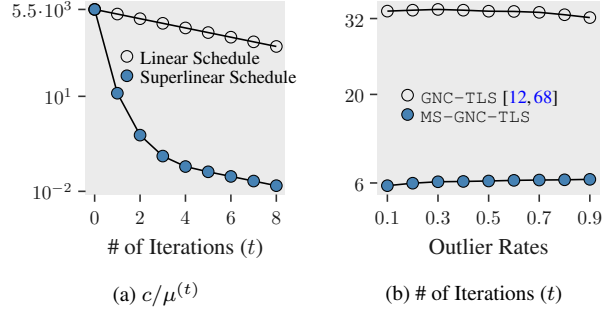 5.5·10³
10¹
10⁻²
Linear Schedule
Superlinear Schedule
0 2 4 6 8
# of Iterations (t)
(a) c/μ⁽ᵗ⁾
32
20
6
GNC-TLS [12,68]
MS-GNC-TLS
0.1 0.3 0.5 0.7 0.9
Outlier Rates
(b) # of Iterations (t)